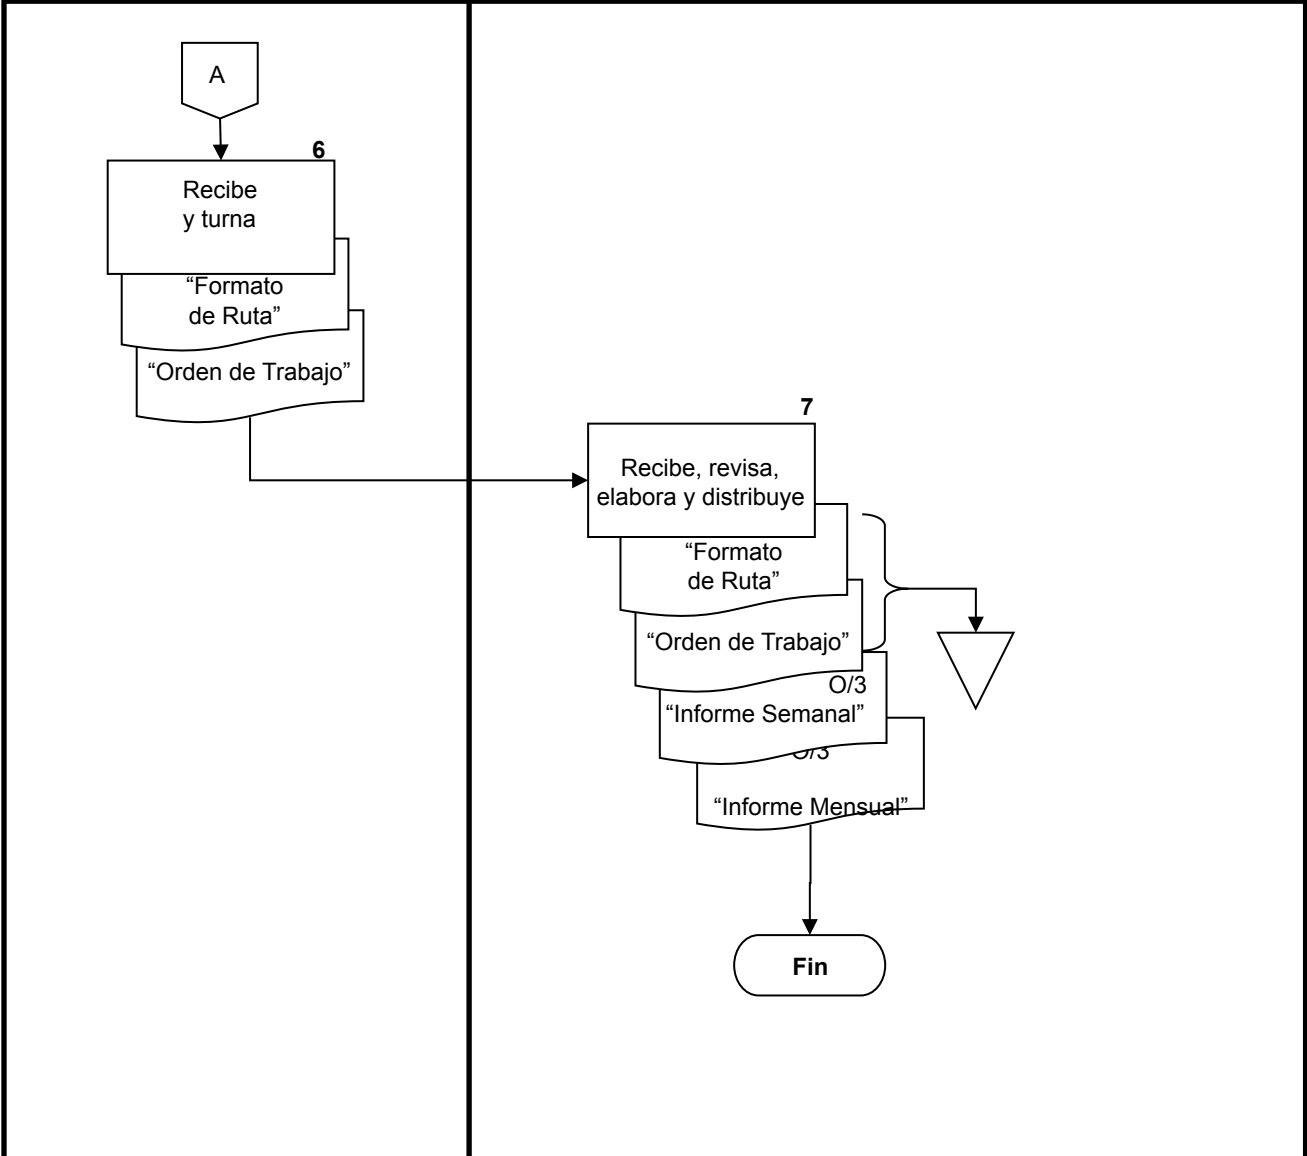 A
6
Recibe
y turna
“Formato
de Ruta”
“Orden de Trabajo”
7
Recibe, revisa,
elabora y distribuye
“Formato
de Ruta”
“Orden de Trabajo”
O/3
“Informe Semanal”
O/3
“Informe Mensual”
Fin